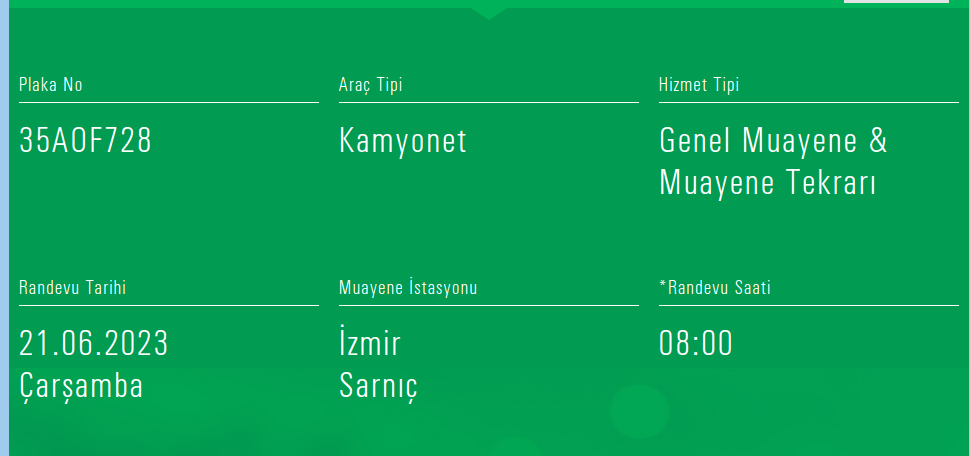 Plaka No
Araç Tipi
Hizmet Tipi
35AOF728
Kamyonet
Genel Muayene &
Muayene Tekrarı
Randevu Tarihi
Muayene İstasyonu
*Randevu Saati
21.06.2023
Çarşamba
İzmir
Sarnıç
08:00